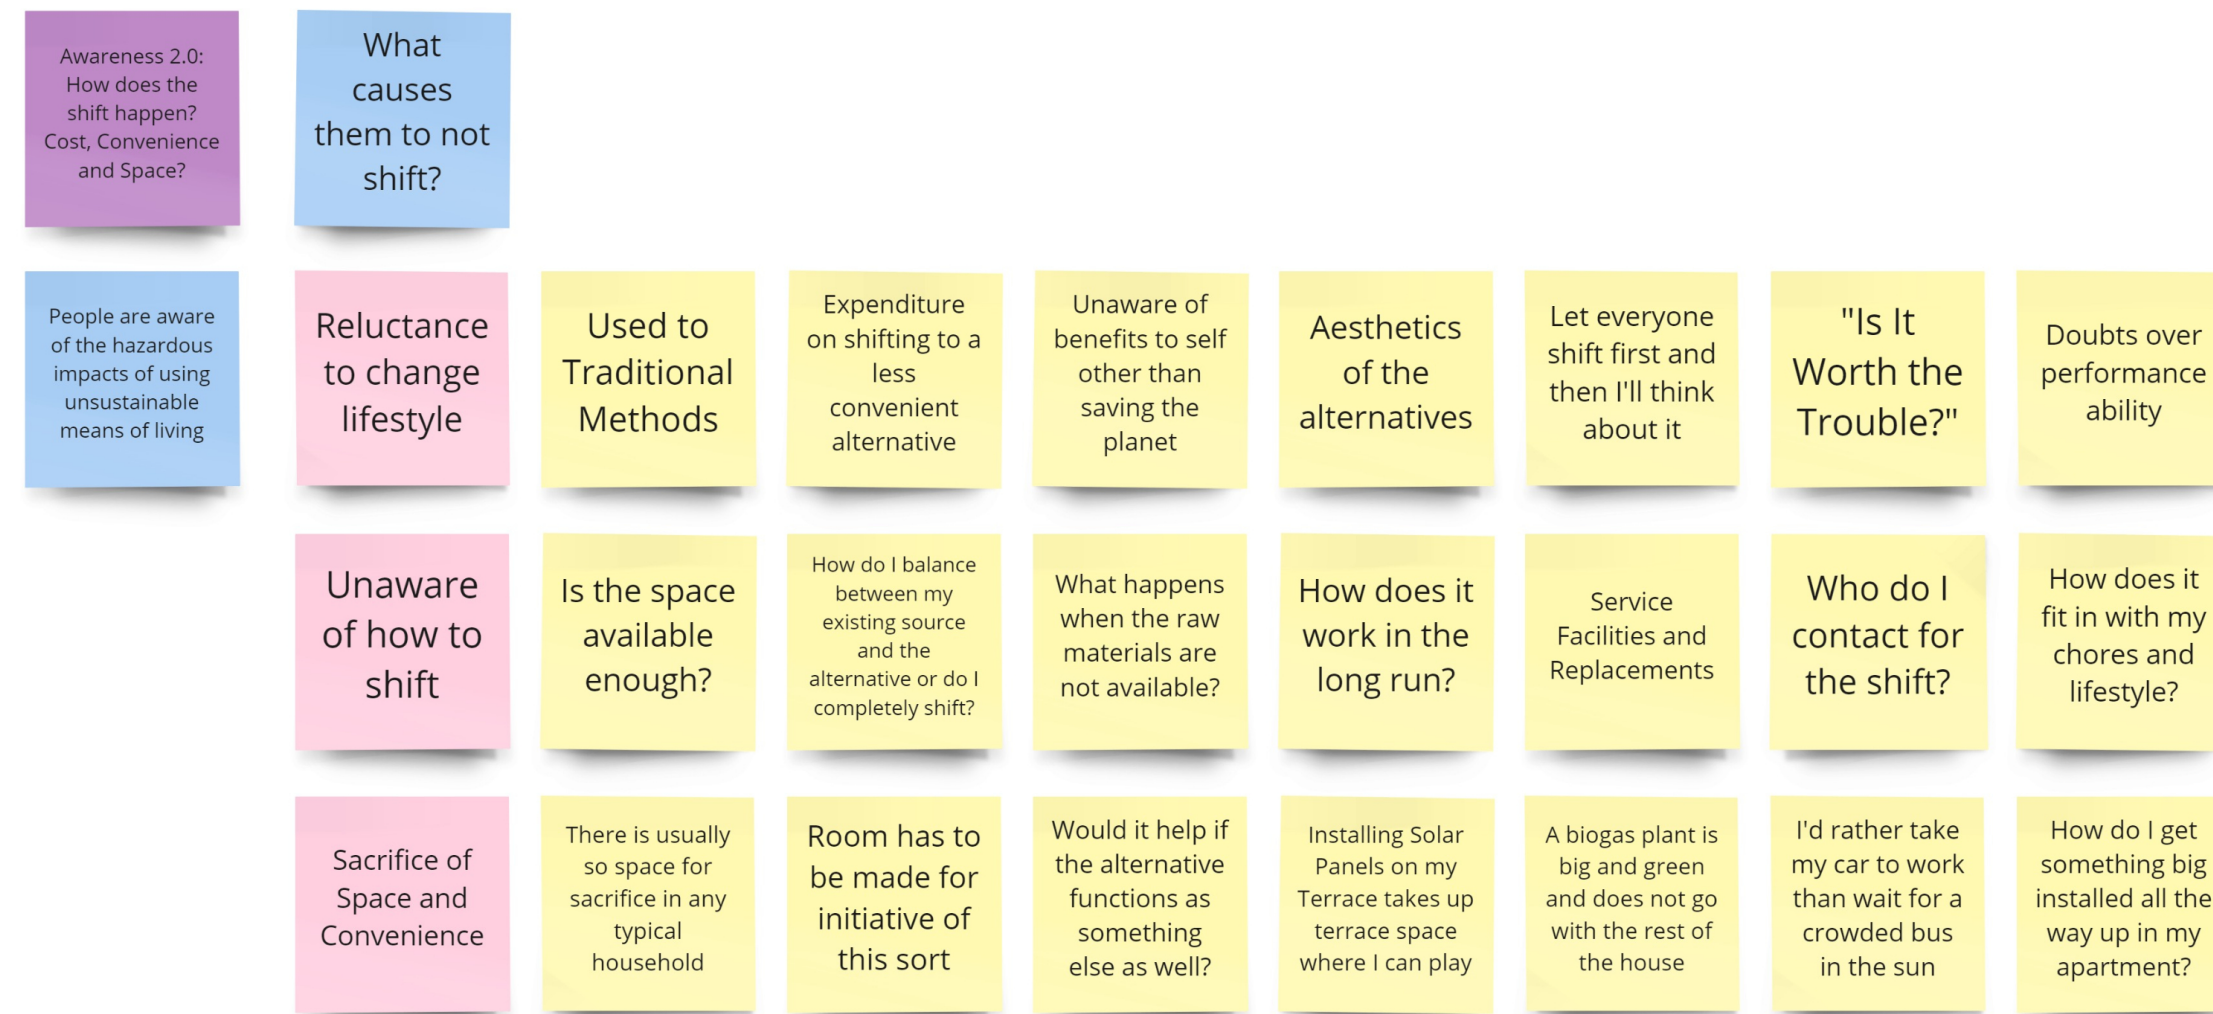 Awareness 2.0:
How does the
shift happen?
Cost, Convenience
and Space?
What
causes
them to not
shift?
People are aware
of the hazardous
impacts of using
unsustainable
means of living
Reluctance
to change
lifestyle
Used to
Traditional
Methods
Expenditure
on shifting to a
less
convenient
alternative
Unaware of
benefits to self
other than
saving the
planet
Aesthetics
of the
alternatives
Let everyone
shift first and
then I'll think
about it
"Is It
Worth the
Trouble?"
Doubts over
performance
ability
Unaware
of how to
shift
Is the space
available
enough?
How do I balance
between my
existing source
and the
alternative or do I
completely shift?
What happens
when the raw
materials are
not available?
How does it
work in the
long run?
Service
Facilities and
Replacements
Who do I
contact for
the shift?
How does it
fit in with my
chores and
lifestyle?
Sacrifice of
Space and
Convenience
There is usually
so space for
sacrifice in any
typical
household
Room has to
be made for
initiative of
this sort
Would it help if
the alternative
functions as
something
else as well?
Installing Solar
Panels on my
Terrace takes up
terrace space
where I can play
A biogas plant is
big and green
and does not go
with the rest of
the house
I'd rather take
my car to work
than wait for a
crowded bus
in the sun
How do I get
something big
installed all the
way up in my
apartment?